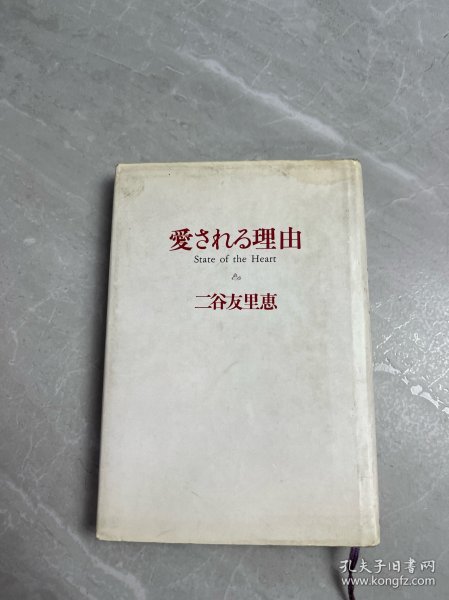 愛される理由
State of the Heart
二谷友里恵
孔夫子旧书网
www.kongfz.com